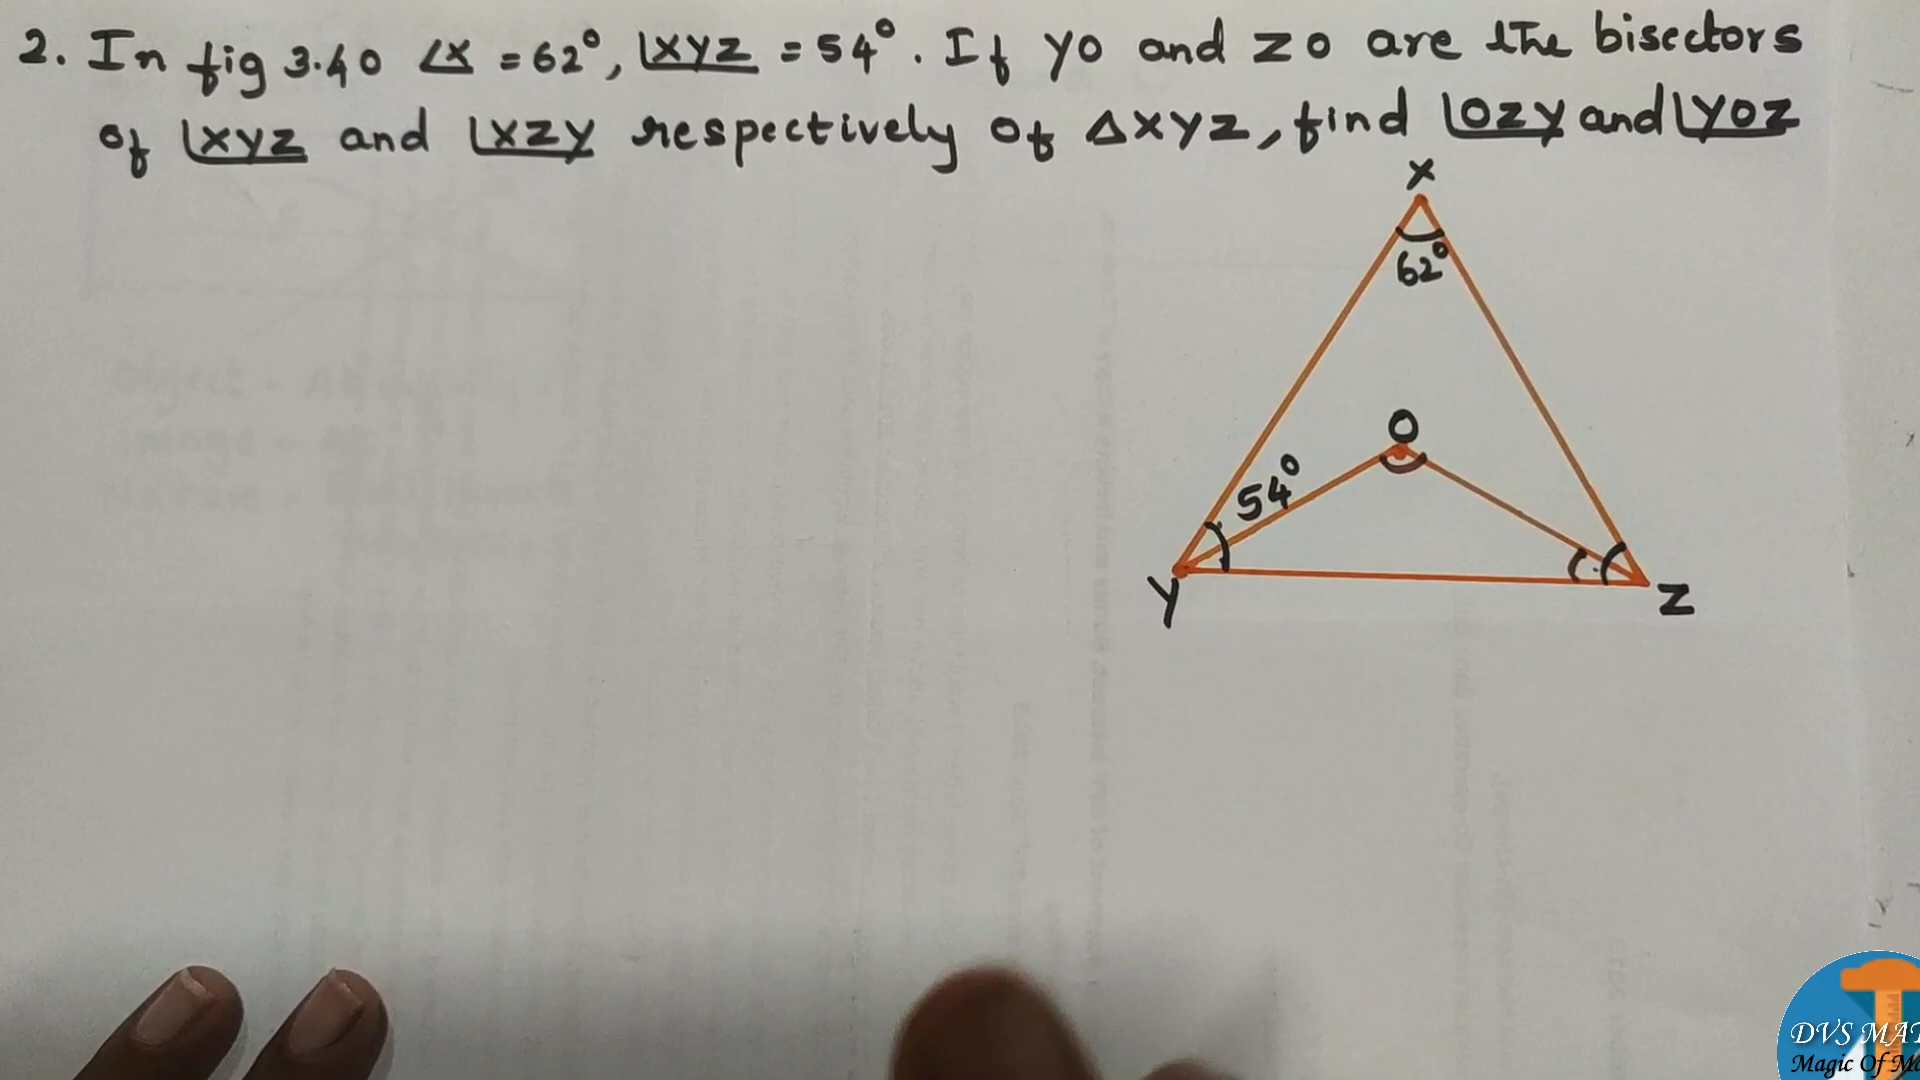 2. In fig 3.40 ∠X = 62°, ∠XYZ = 54°. If YO and ZO are the bisectors
of ∠XYZ and ∠XZY respectively of ΔXYZ, find ∠OZY and ∠YOZ
X
62°
O
54°
Y
Z
DVS MA
Magic Of Ma